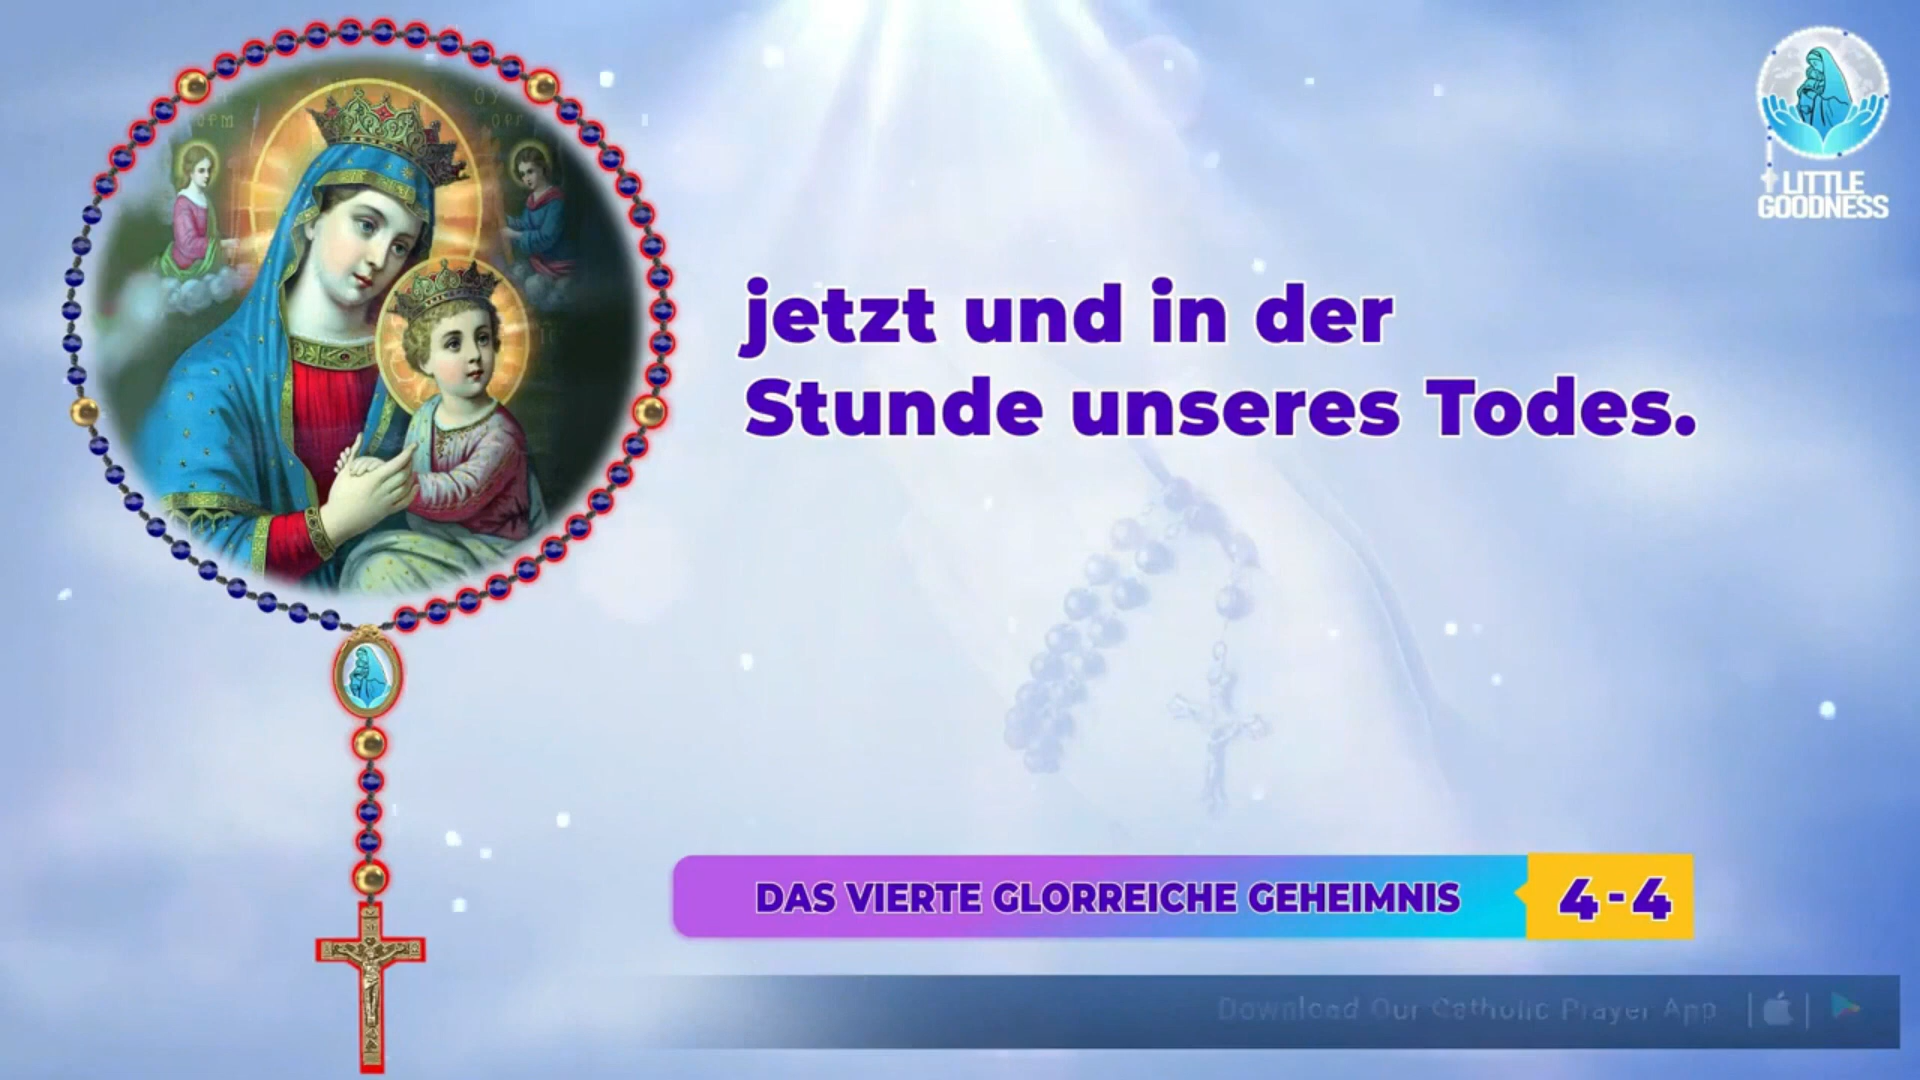 LITTLE
GOODNESS
jetzt und in der
Stunde unseres Todes.
DAS VIERTE GLORREICHE GEHEIMNIS
4-4
Download Our Catholic Prayer App